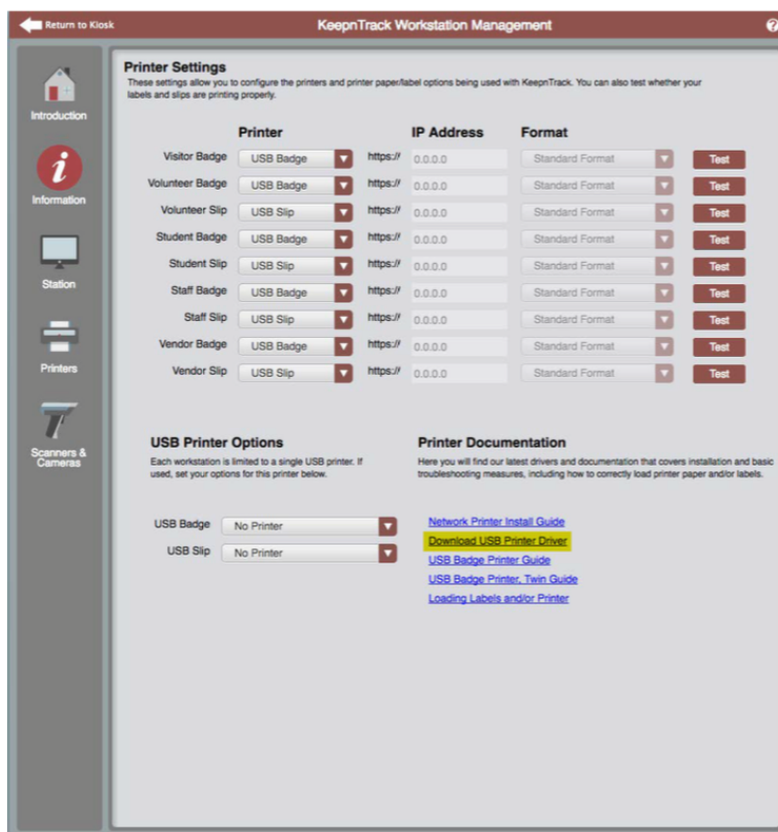 Return to Kiosk
KeepnTrack Workstation Management
?
Introduction
i
Information
Station
Printers
Scanners &
Cameras
Printer Settings
These settings allow you to configure the printers and printer paper/label options being used with KeepnTrack. You can also test whether your
labels and slips are printing properly.
Printer IP Address Format
Visitor Badge USB Badge https:// 0.0.0.0 Standard Format Test
Volunteer Badge USB Badge https:// 0.0.0.0 Standard Format Test
Volunteer Slip USB Slip https:// 0.0.0.0 Standard Format Test
Student Badge USB Badge https:// 0.0.0.0 Standard Format Test
Student Slip USB Slip https:// 0.0.0.0 Standard Format Test
Staff Badge USB Badge https:// 0.0.0.0 Standard Format Test
Staff Slip USB Slip https:// 0.0.0.0 Standard Format Test
Vendor Badge USB Badge https:// 0.0.0.0 Standard Format Test
Vendor Slip USB Slip https:// 0.0.0.0 Standard Format Test
USB Printer Options
Each workstation is limited to a single USB printer. If
used, set your options for this printer below.
USB Badge No Printer
USB Slip No Printer
Printer Documentation
Here you will find our latest drivers and documentation that covers installation and basic
troubleshooting measures, including how to correctly load printer paper and/or labels.
Network Printer Install Guide
Download USB Printer Driver
USB Badge Printer Guide
USB Badge Printer, Twin Guide
Loading Labels and/or Printer